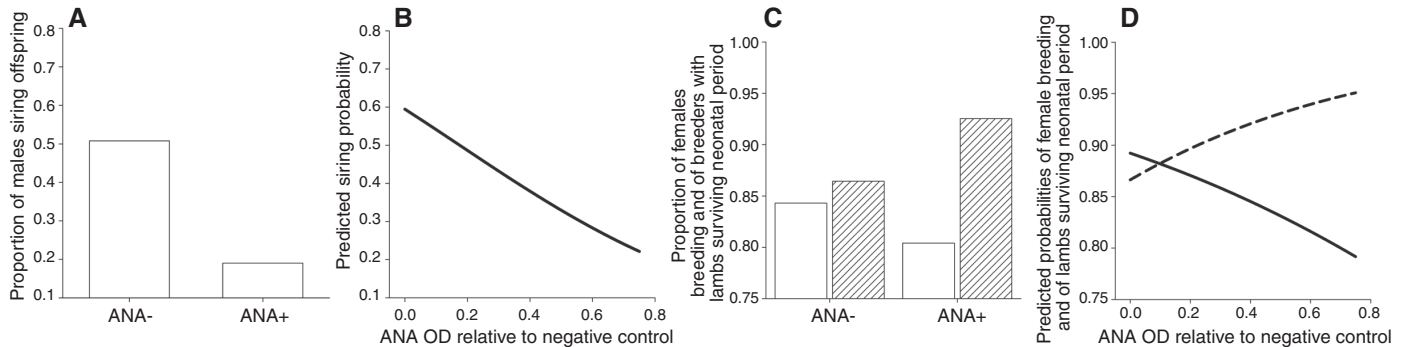 A
Proportion of males siring offspring
0.8
0.7
0.6
0.5
0.4
0.3
0.2
0.1
ANA-
ANA+
B
Predicted siring probability
0.8
0.7
0.6
0.5
0.4
0.3
0.2
0.1
0.0
0.2
0.4
0.6
0.8
ANA OD relative to negative control
C
Proportion of females
breeding and of breeders with
lambs surviving neonatal period
1.00
0.95
0.90
0.85
0.80
0.75
ANA-
ANA+
D
Predicted probabilities of female breeding
and of lambs surviving neonatal period
1.00
0.95
0.90
0.85
0.80
0.75
0.0
0.2
0.4
0.6
0.8
ANA OD relative to negative control